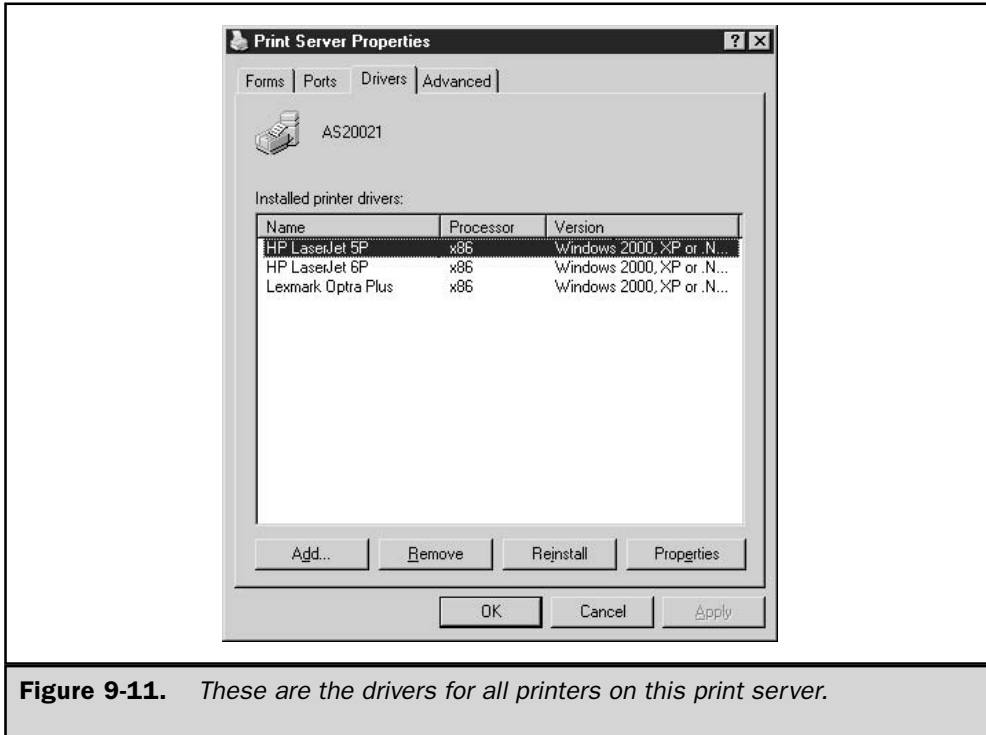 Print Server Properties
Forms Ports Drivers Advanced
AS20021
Installed printer drivers:
Name Processor Version
HP LaserJet 5P x86 Windows 2000, XP or .N...
HP LaserJet 6P x86 Windows 2000, XP or .N...
Lexmark Optra Plus x86 Windows 2000, XP or .N...
Add... Remove Reinstall Properties
OK Cancel Apply
Figure 9-11. These are the drivers for all printers on this print server.